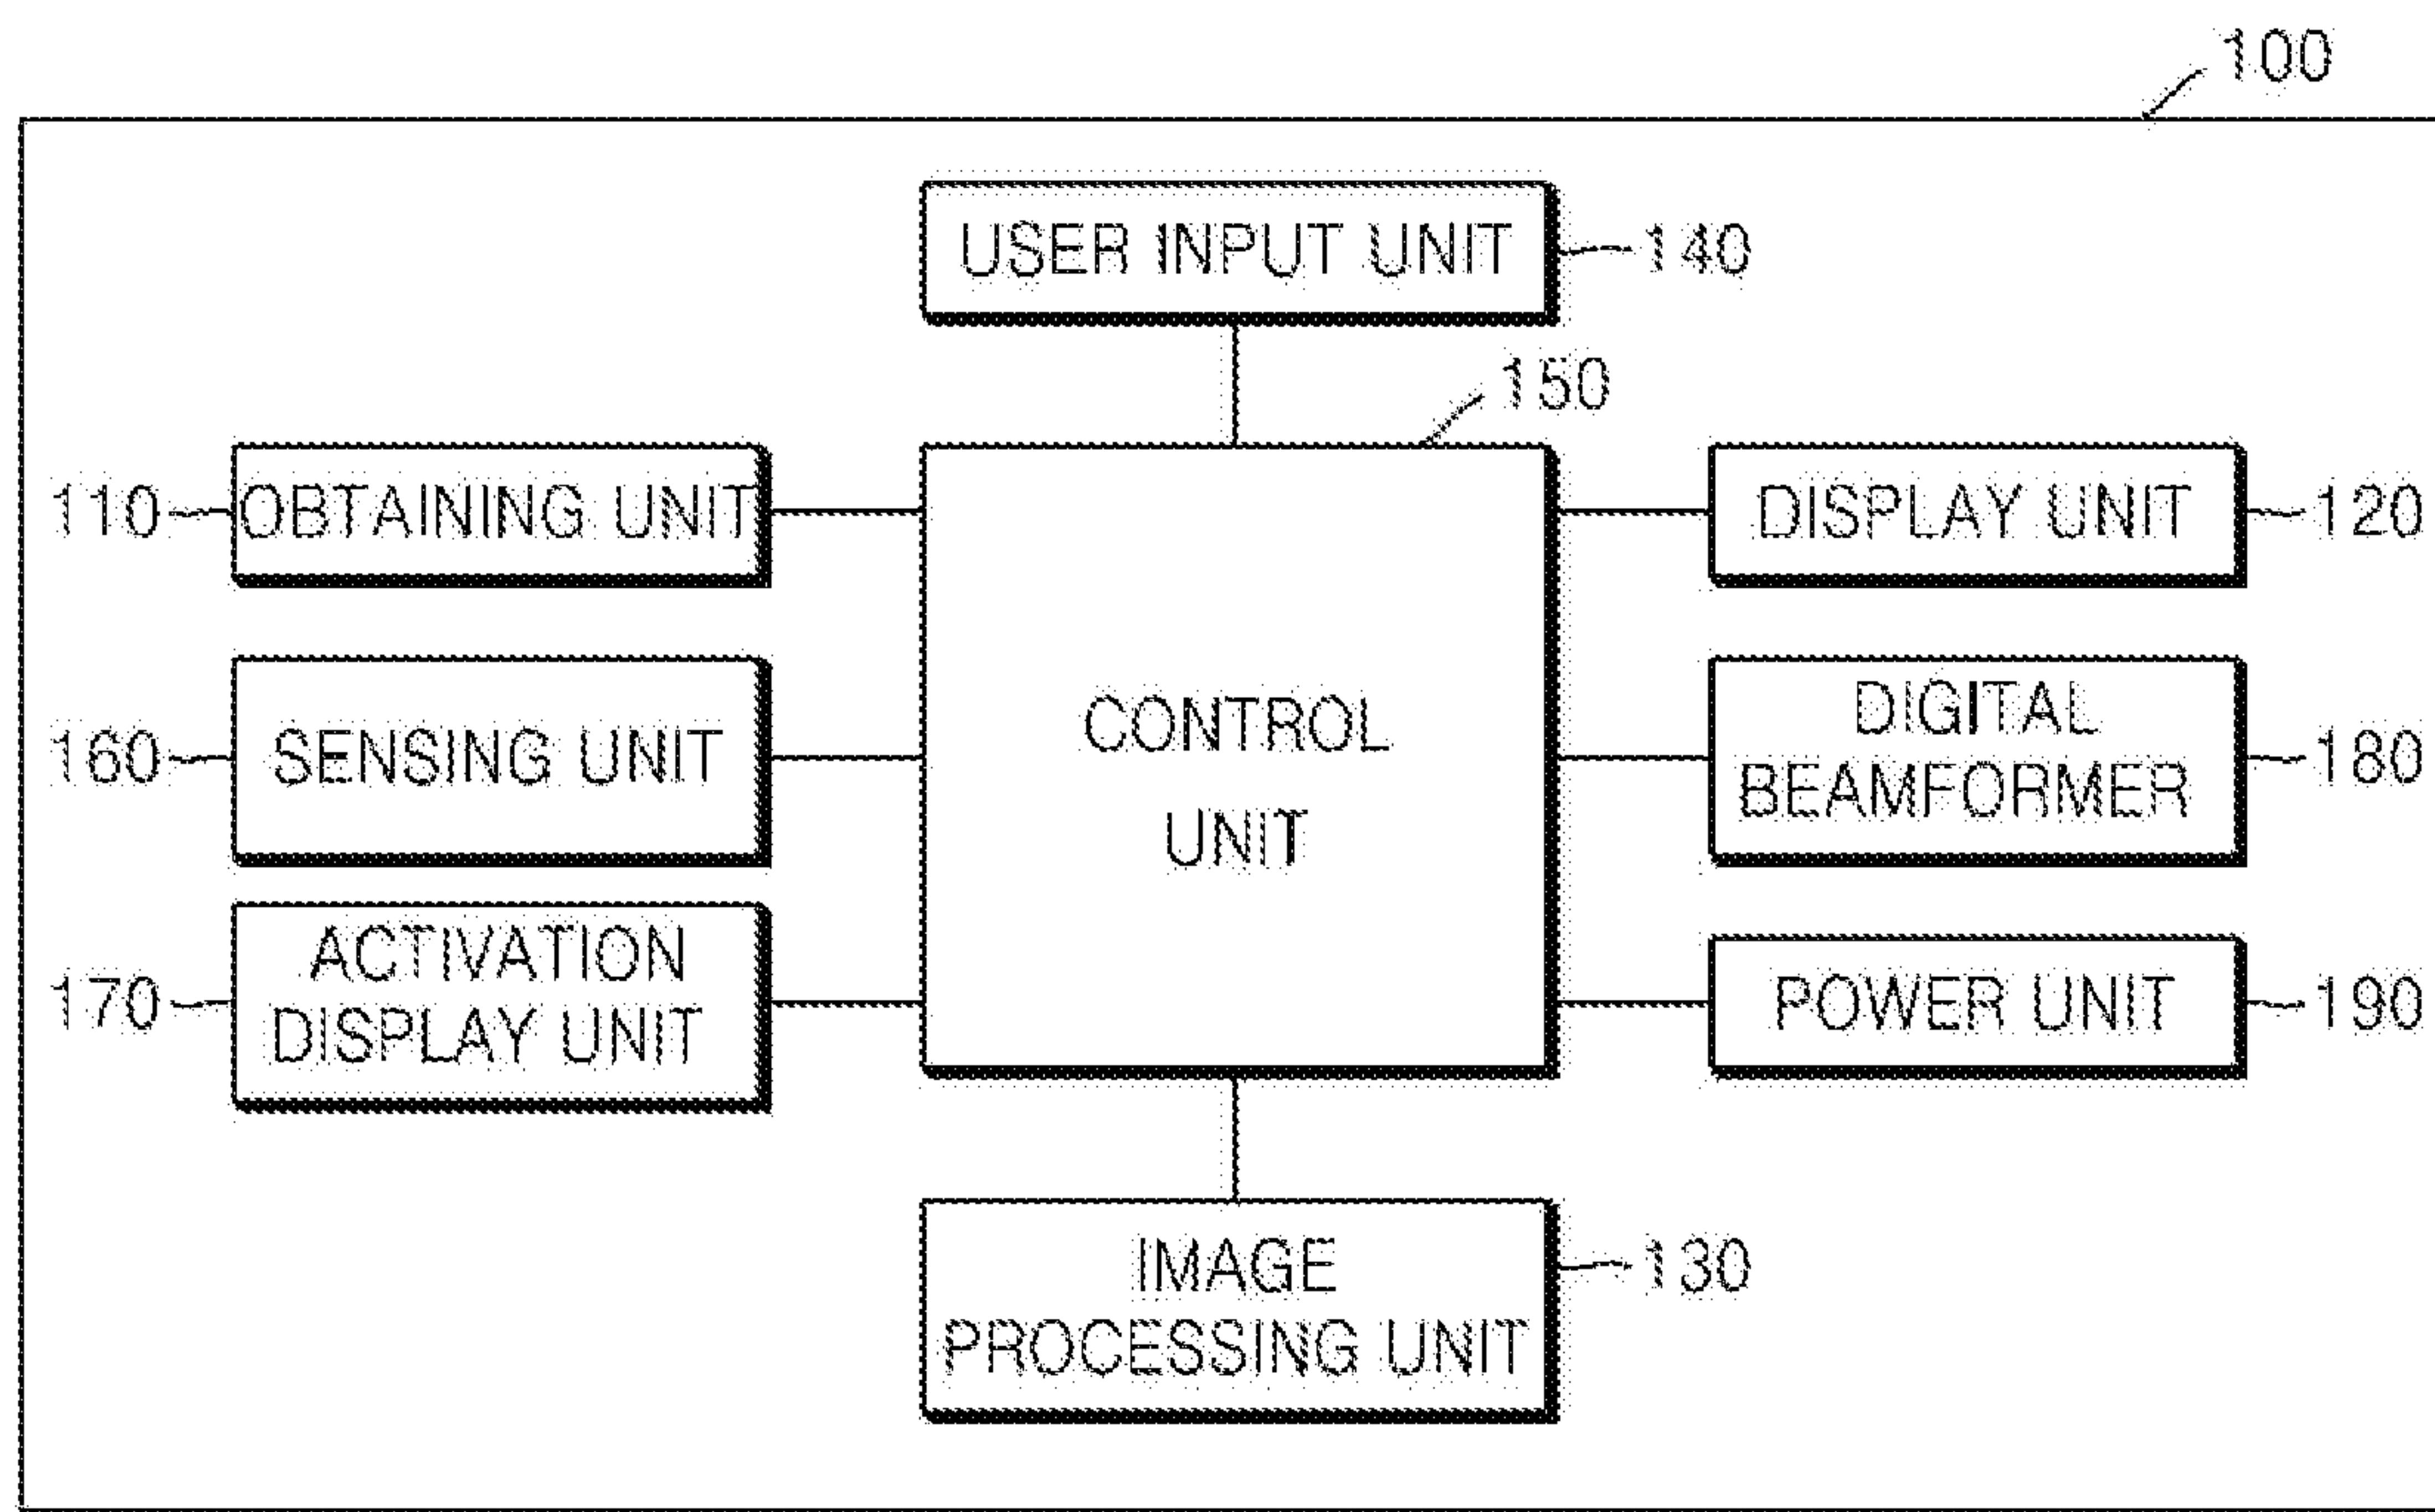 100
USER INPUT UNIT
140
150
110
OBTAINING UNIT
DISPLAY UNIT
120
160
SENSING UNIT
CONTROL
UNIT
DIGITAL
BEAMFORMER
180
170
ACTIVATION
DISPLAY UNIT
POWER UNIT
190
IMAGE
PROCESSING UNIT
130